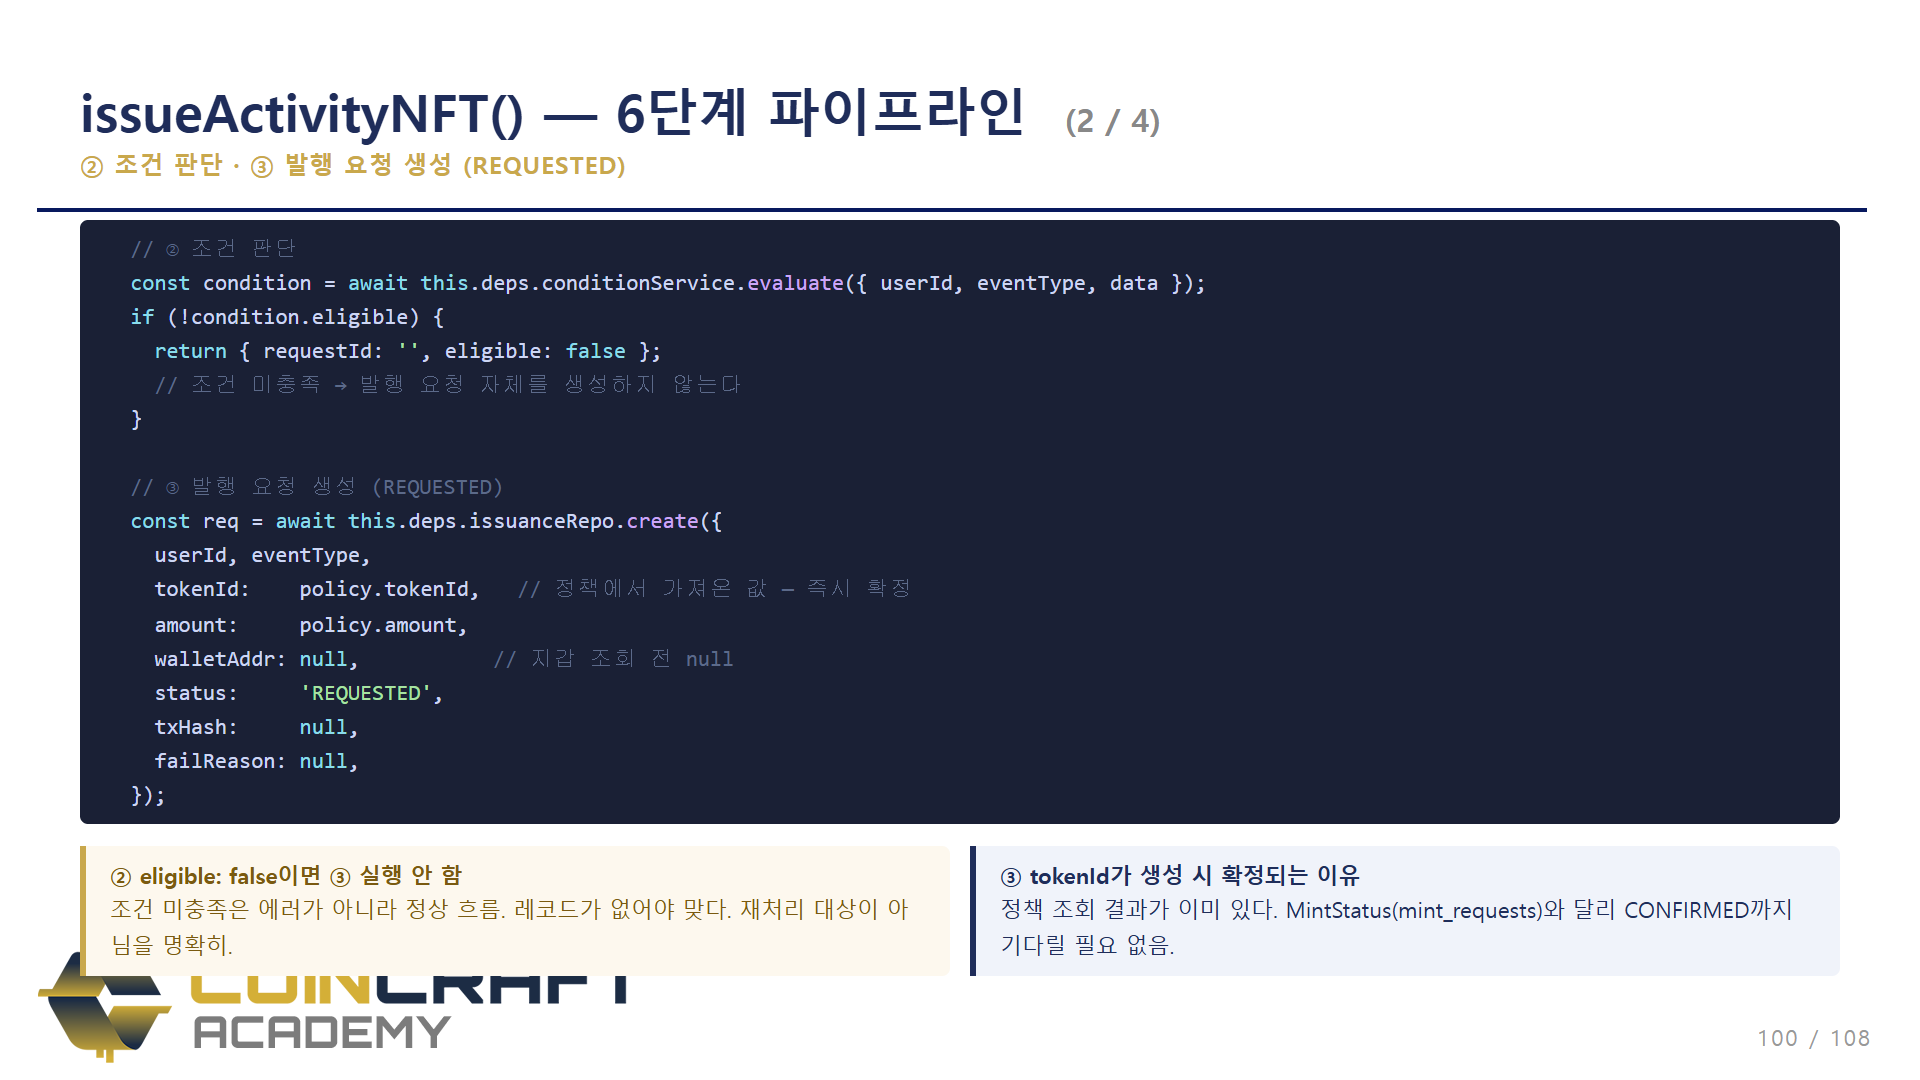 issueActivityNFT() — 6단계 파이프라인 (2 / 4)
② 조건 판단 · ③ 발행 요청 생성 (REQUESTED)
// ② 조건 판단
const condition = await this.deps.conditionService.evaluate({ userId, eventType, data });
if (!condition.eligible) {
  return { requestId: '', eligible: false };
  // 조건 미충족 → 발행 요청 자체를 생성하지 않는다
}
// ③ 발행 요청 생성 (REQUESTED)
const req = await this.deps.issuanceRepo.create({
  userId, eventType,
  tokenId:    policy.tokenId,   // 정책에서 가져온 값 — 즉시 확정
  amount:     policy.amount,
  walletAddr: null,           // 지갑 조회 전 null
  status:     'REQUESTED',
  txHash:     null,
  failReason: null,
});
② eligible: false이면 ③ 실행 안 함
조건 미충족은 에러가 아니라 정상 흐름. 레코드가 없어야 맞다. 재처리 대상이 아
님을 명확히.
③ tokenId가 생성 시 확정되는 이유
정책 조회 결과가 이미 있다. MintStatus(mint_requests)와 달리 CONFIRMED까지
기다릴 필요 없음.
COINCRAFT
ACADEMY
100 / 108